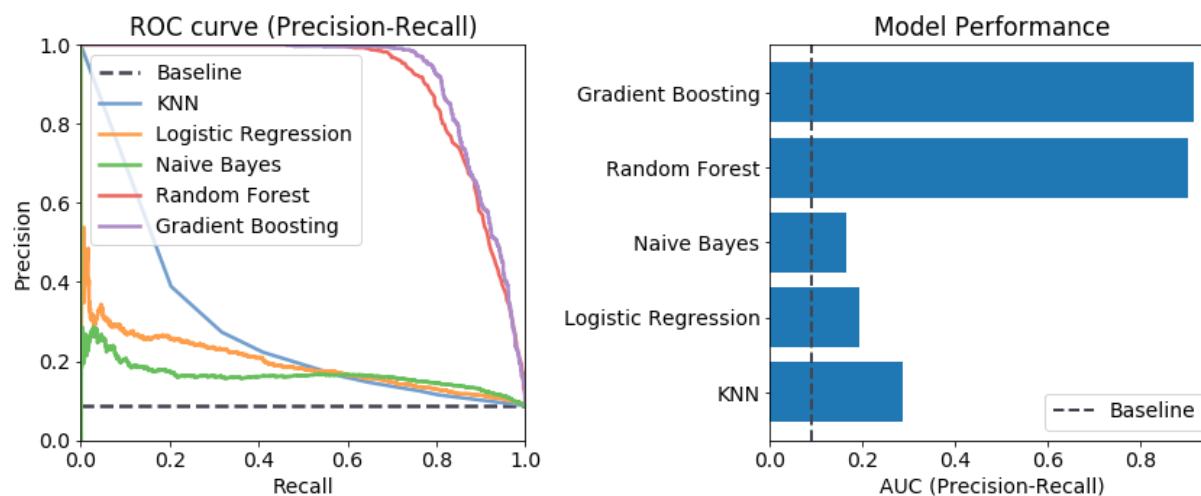 ROC curve (Precision-Recall)
1.0
0.8
0.6
0.4
0.2
0.0
Precision
Baseline
KNN
Logistic Regression
Naive Bayes
Random Forest
Gradient Boosting
0.0 0.2 0.4 0.6 0.8 1.0
Recall
Model Performance
Gradient Boosting
Random Forest
Naive Bayes
Logistic Regression
KNN
Baseline
0.0 0.2 0.4 0.6 0.8
AUC (Precision-Recall)